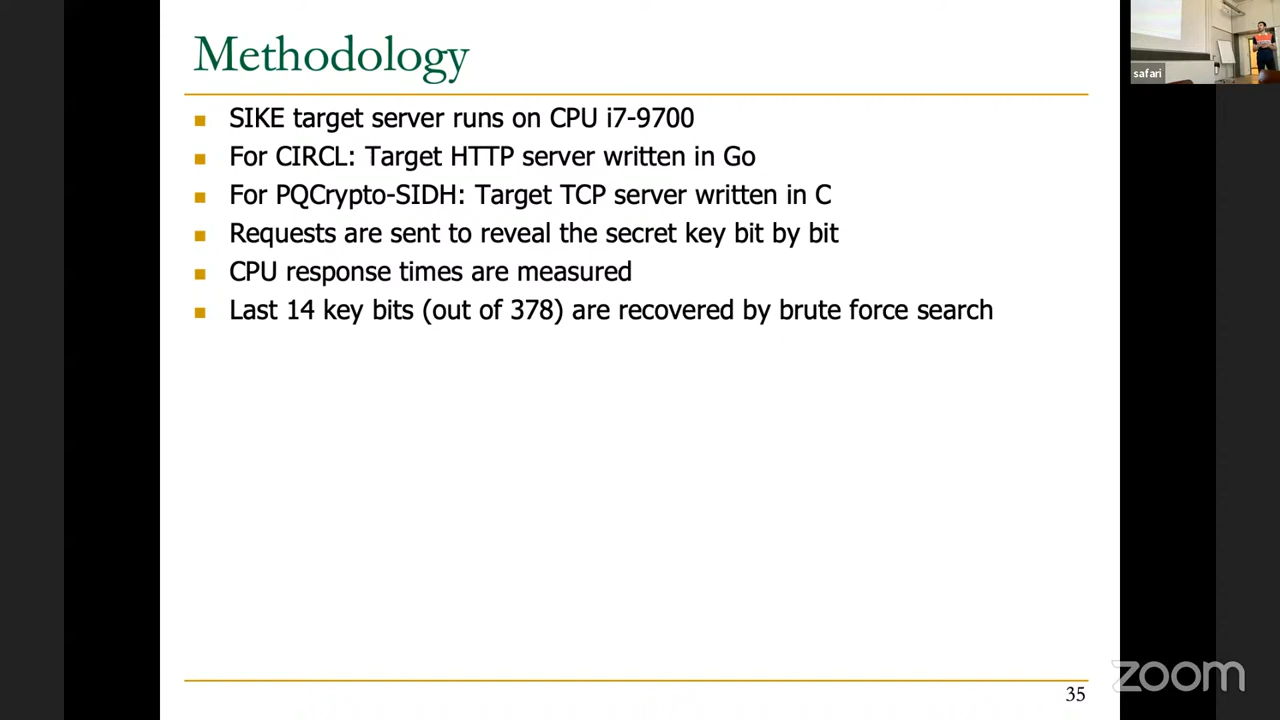 Methodology
safari
SIKE target server runs on CPU i7-9700
For CIRCL: Target HTTP server written in Go
For PQCrypto-SIDH: Target TCP server written in C
Requests are sent to reveal the secret key bit by bit
CPU response times are measured
Last 14 key bits (out of 378) are recovered by brute force search
zoom
35